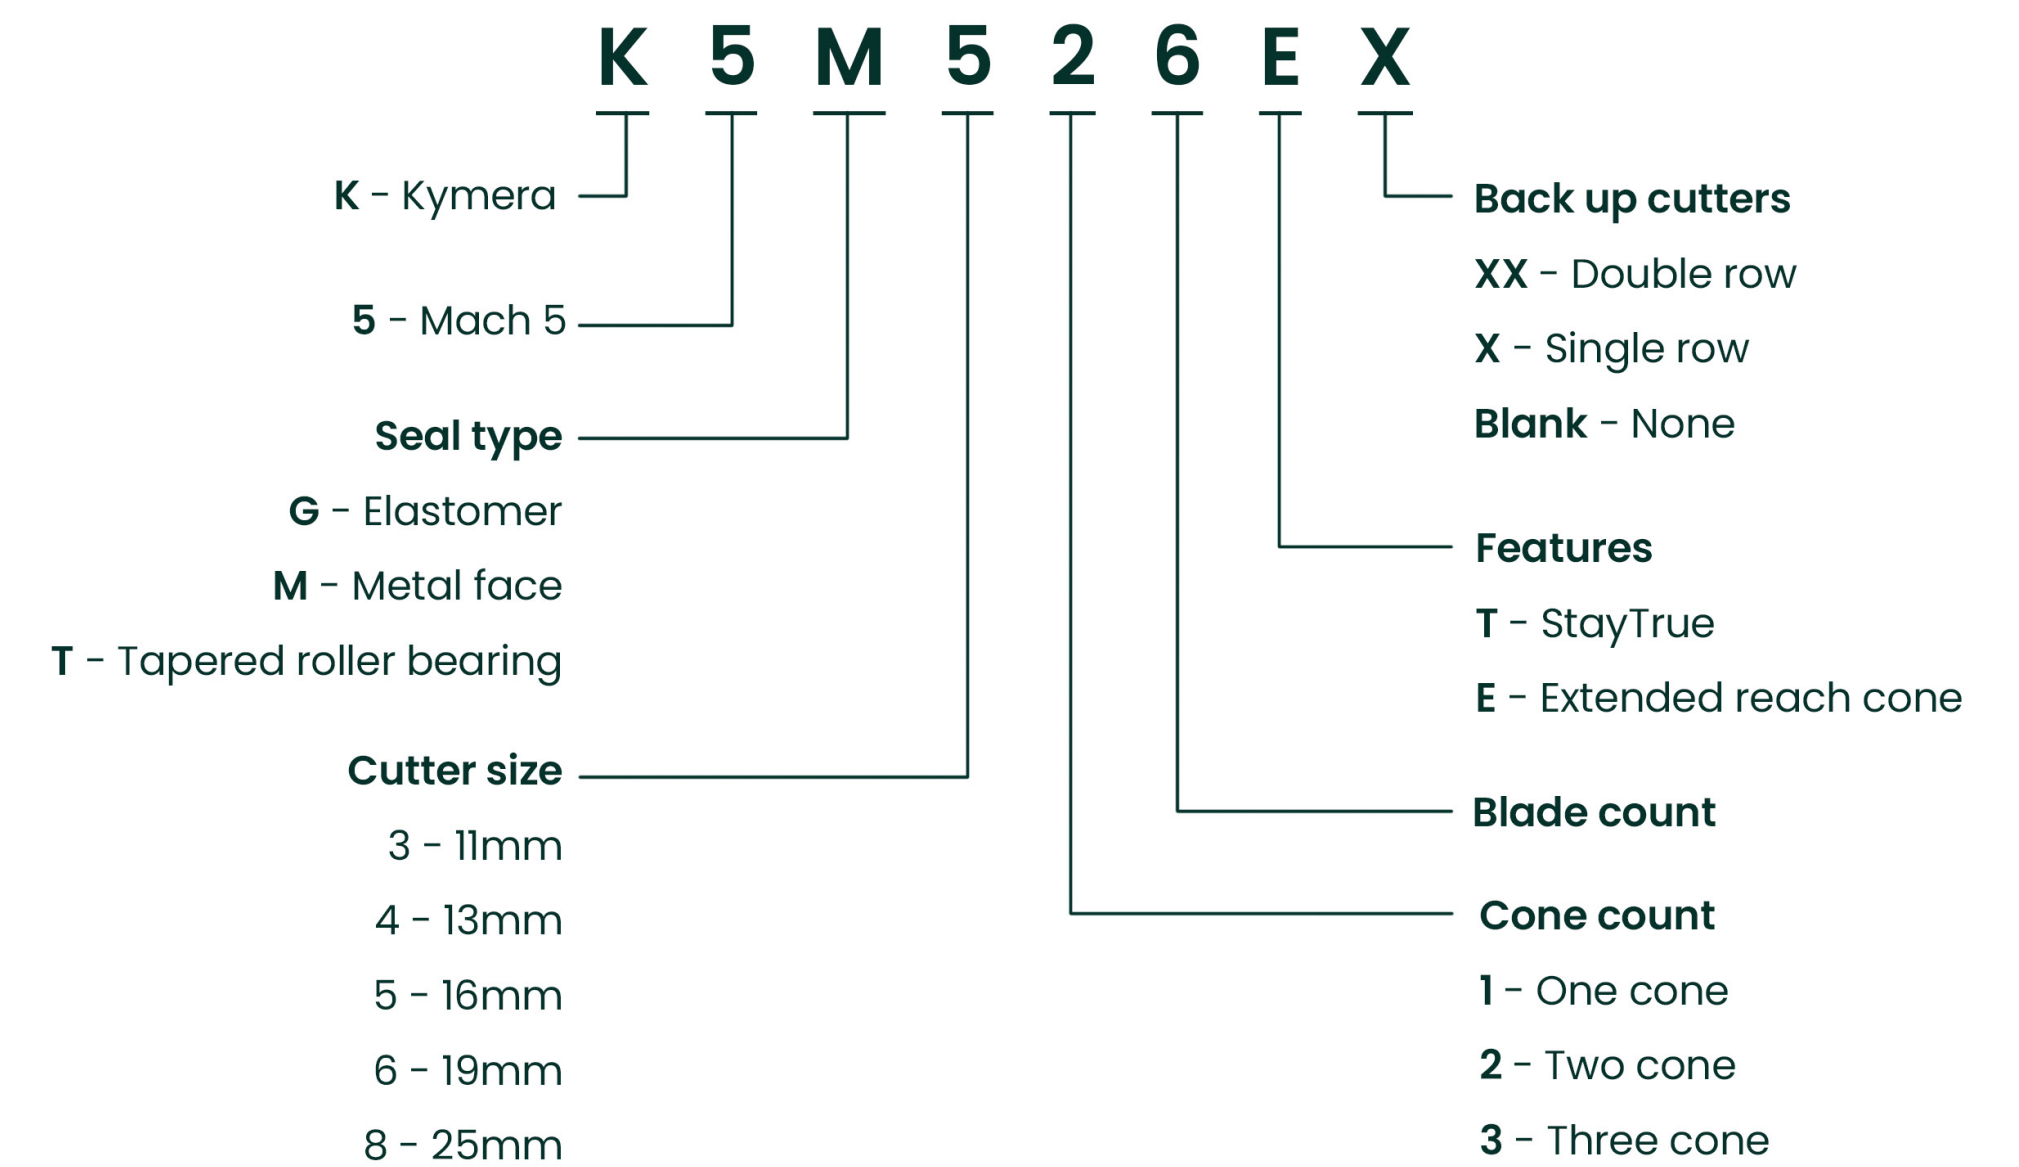 K 5 M 5 2 6 E X
K - Kymera
5 - Mach 5
Seal type
G - Elastomer
M - Metal face
T - Tapered roller bearing
Cutter size
3 - 11mm
4 - 13mm
5 - 16mm
6 - 19mm
8 - 25mm
Back up cutters
XX - Double row
X - Single row
Blank - None
Features
T - StayTrue
E - Extended reach cone
Blade count
Cone count
1 - One cone
2 - Two cone
3 - Three cone